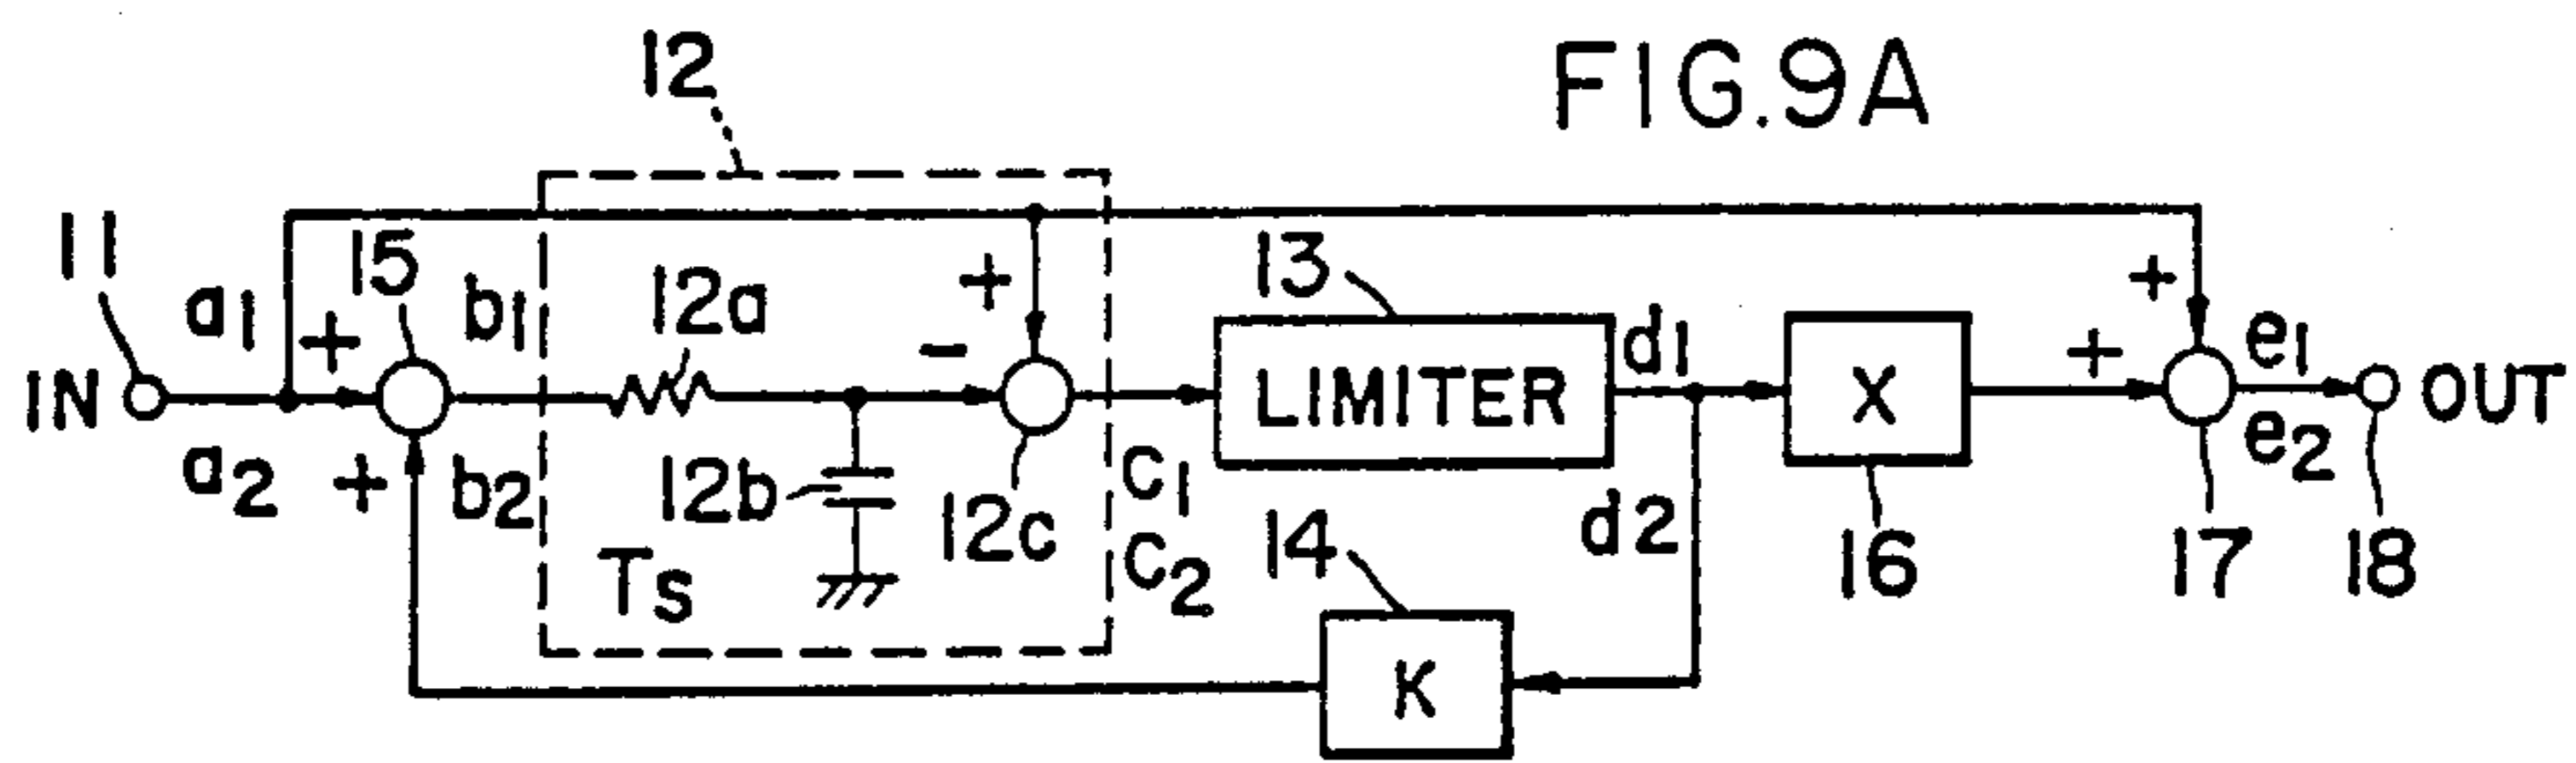 FIG.9A
12
11
IN
a1
a2
+
15
+
b1
b2
12a
12b
Ts
+
-
12c
C1
C2
13
LIMITER
d1
d2
14
K
X
16
+
+
17
e1
e2
18
OUT